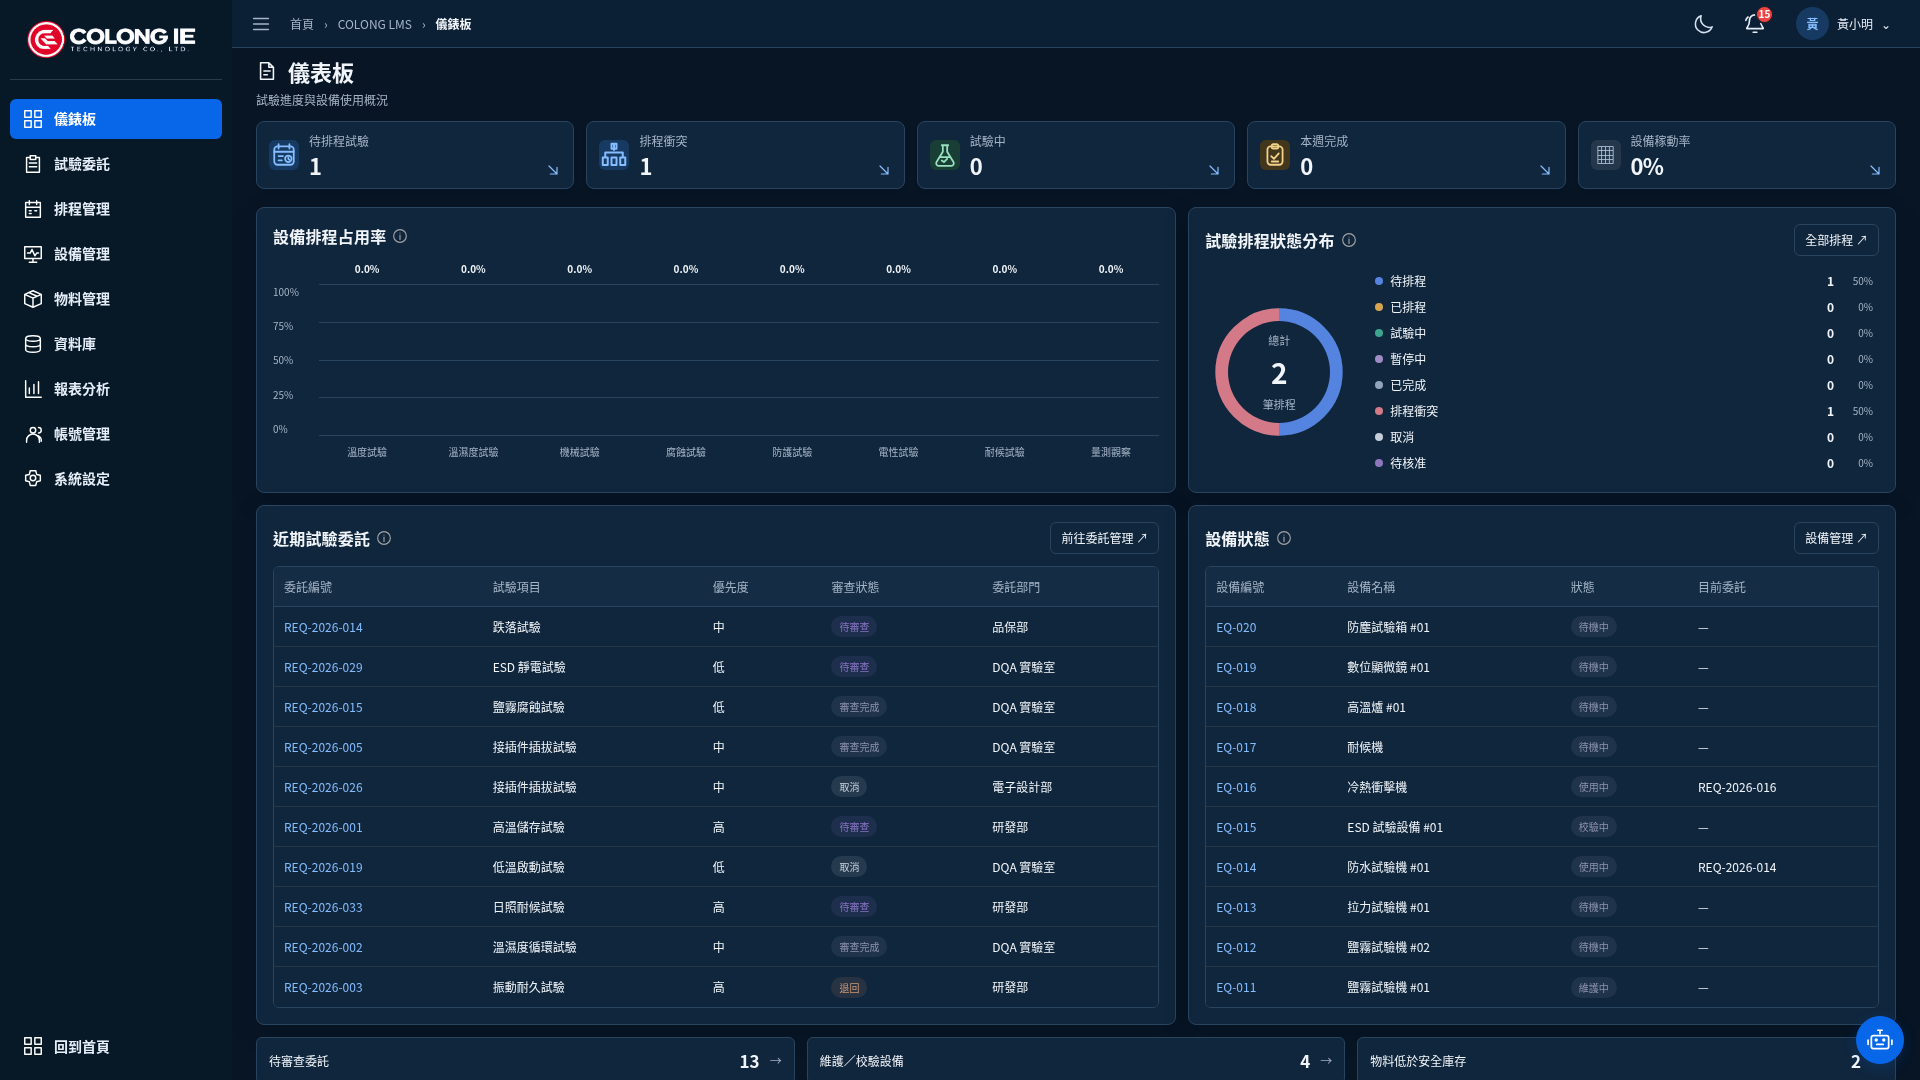 COLONG IE
TECHNOLOGY CO., LTD.
首頁 › COLONG LMS › 儀錶板
15
黃 黃小明
儀錶板
試驗委託
排程管理
設備管理
物料管理
資料庫
報表分析
帳號管理
系統設定
回到首頁
儀表板
試驗進度與設備使用概況
待排程試驗
1
排程衝突
1
試驗中
0
本週完成
0
設備稼動率
0%
設備排程占用率
0.0% 0.0% 0.0% 0.0% 0.0% 0.0% 0.0% 0.0%
100%
75%
50%
25%
0%
溫度試驗 溫濕度試驗 機械試驗 腐蝕試驗 防護試驗 電性試驗 耐候試驗 量測觀察
試驗排程狀態分布
全部排程 ↗
總計
2
筆排程
待排程 1 50%
已排程 0 0%
試驗中 0 0%
暫停中 0 0%
已完成 0 0%
排程衝突 1 50%
取消 0 0%
待核准 0 0%
近期試驗委託
前往委託管理 ↗
委託編號 試驗項目 優先度 審查狀態 委託部門
REQ-2026-014 跌落試驗 中 待審查 品保部
REQ-2026-029 ESD 靜電試驗 低 待審查 DQA 實驗室
REQ-2026-015 鹽霧腐蝕試驗 低 審查完成 DQA 實驗室
REQ-2026-005 接插件插拔試驗 中 審查完成 DQA 實驗室
REQ-2026-026 接插件插拔試驗 中 取消 電子設計部
REQ-2026-001 高溫儲存試驗 高 待審查 研發部
REQ-2026-019 低溫啟動試驗 低 取消 DQA 實驗室
REQ-2026-033 日照耐候試驗 高 待審查 研發部
REQ-2026-002 溫濕度循環試驗 中 審查完成 DQA 實驗室
REQ-2026-003 振動耐久試驗 高 退回 研發部
設備狀態
設備管理 ↗
設備編號 設備名稱 狀態 目前委託
EQ-020 防塵試驗箱 #01 待機中 —
EQ-019 數位顯微鏡 #01 待機中 —
EQ-018 高溫爐 #01 待機中 —
EQ-017 耐候機 待機中 —
EQ-016 冷熱衝擊機 使用中 REQ-2026-016
EQ-015 ESD 試驗設備 #01 校驗中 —
EQ-014 防水試驗機 #01 使用中 REQ-2026-014
EQ-013 拉力試驗機 #01 待機中 —
EQ-012 鹽霧試驗機 #02 待機中 —
EQ-011 鹽霧試驗機 #01 維護中 —
待審查委託 13 →
維護／校驗設備 4 →
物料低於安全庫存 2